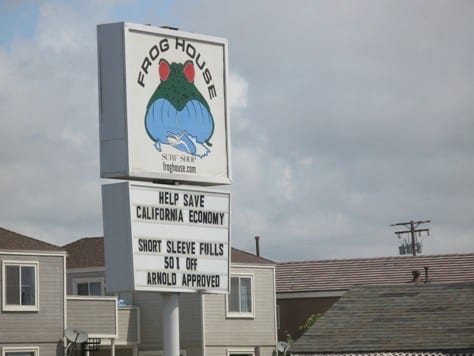 FROG HOUSE
SURF SHOP
froghouse.com
HELP SAVE
CALIFORNIA ECONOMY
SHORT SLEEVE FULLS
50% OFF
ARNOLD APPROVED